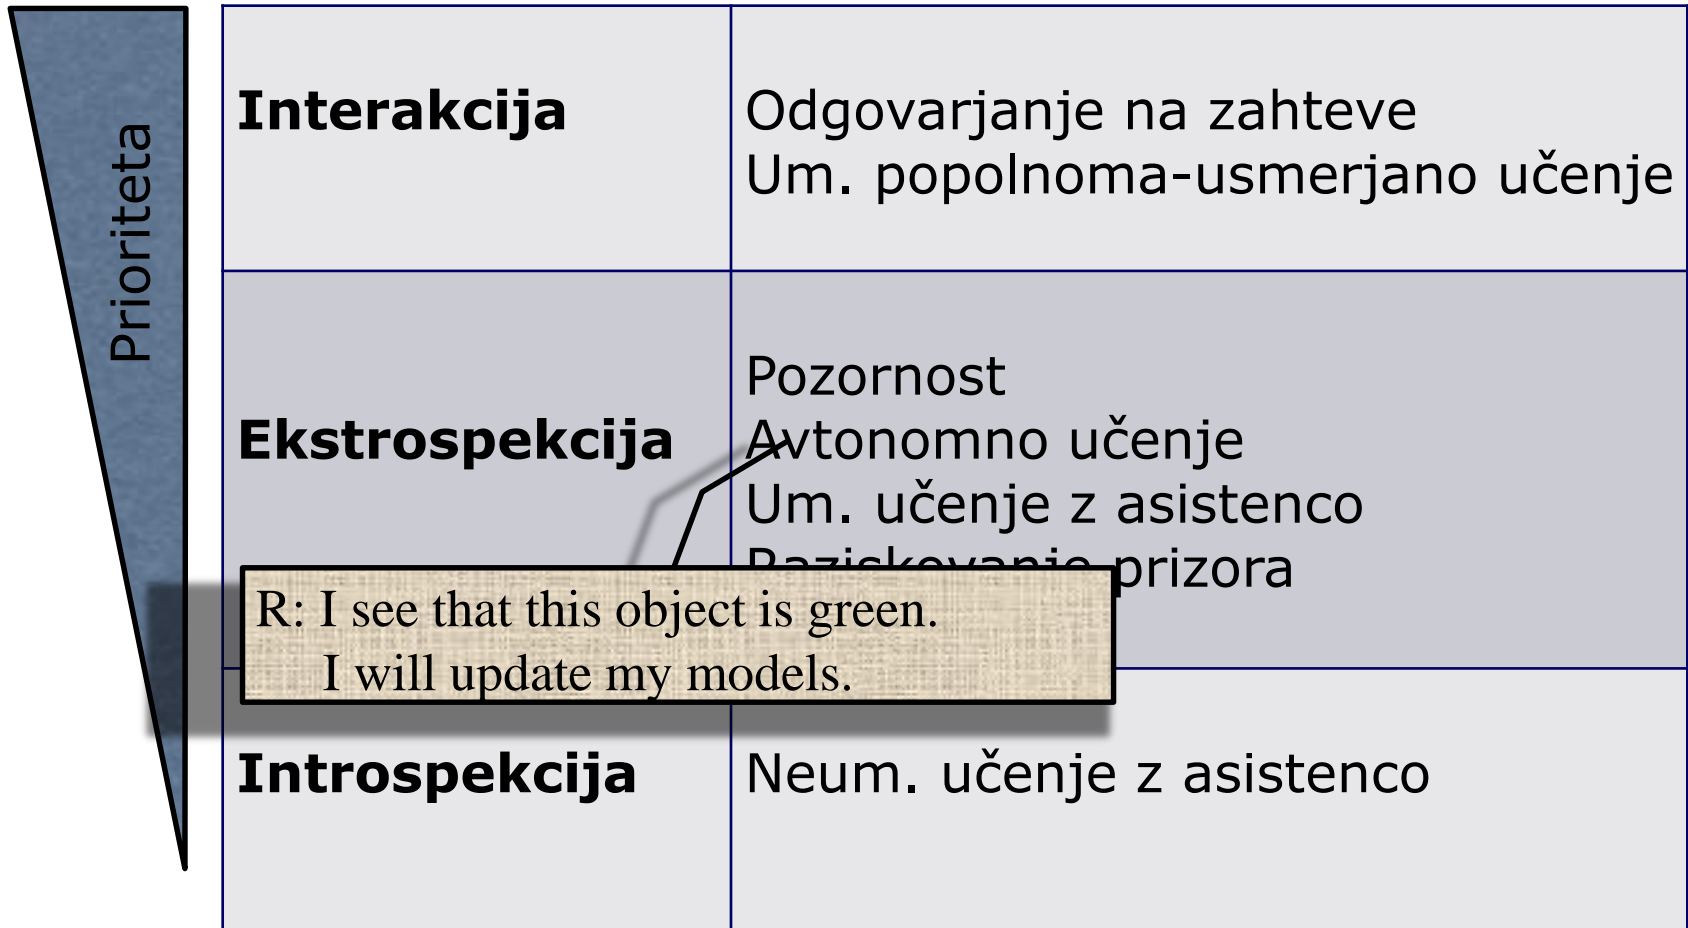 Prioriteta
Interakcija
Odgovarjanje na zahteve
Um. popolnoma-usmerjano učenje
Ekstrospekcija
Pozornost
Avtonomno učenje
Um. učenje z asistenco
Raziskovanje prizora
R: I see that this object is green.
I will update my models.
Introspekcija
Neum. učenje z asistenco